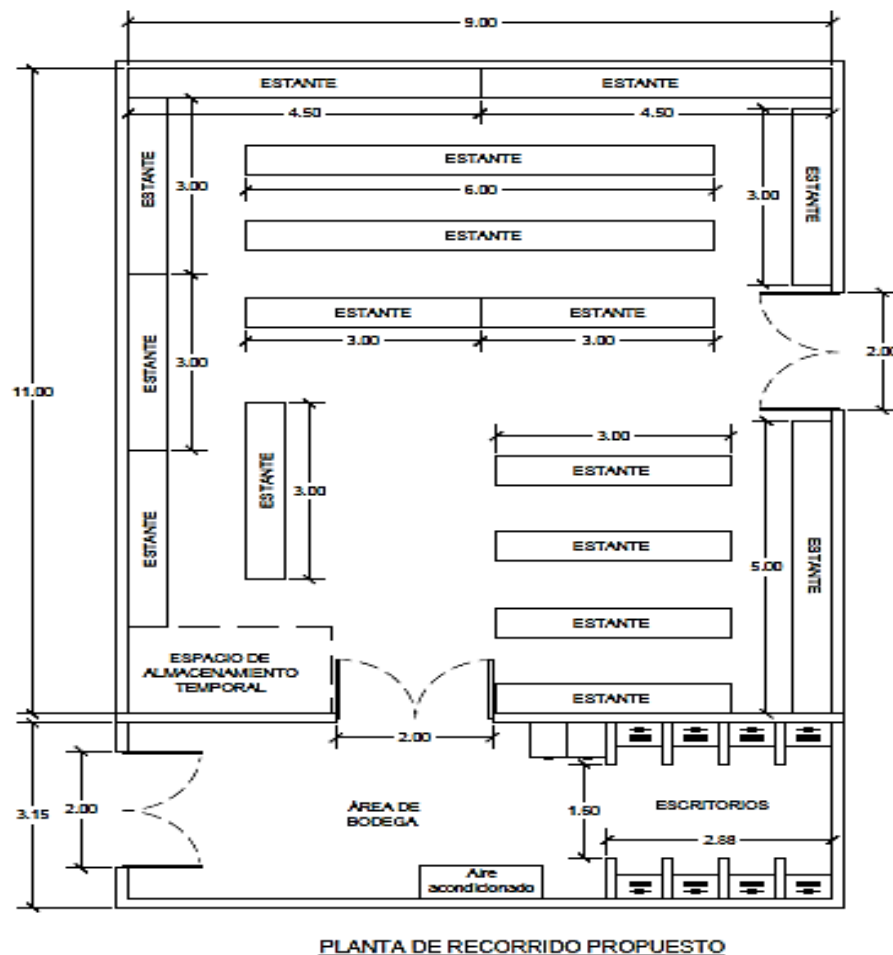 9.00
ESTANTE
ESTANTE
4.50
4.50
ESTANTE
3.00
ESTANTE
6.00
3.00
ESTANTE
ESTANTE
ESTANTE
ESTANTE
3.00
3.00
2.00
11.00
ESTANTE
3.00
3.00
ESTANTE
ESTANTE
3.00
ESTANTE
ESTANTE
5.00
ESTANTE
ESTANTE
ESPACIO DE
ALMACENAMIENTO
TEMPORAL
ESTANTE
2.00
3.15
2.00
ÁREA DE
BODEGA
1.60
ESCRITORIOS
2.88
Aire
acondicionado
PLANTA DE RECORRIDO PROPUESTO